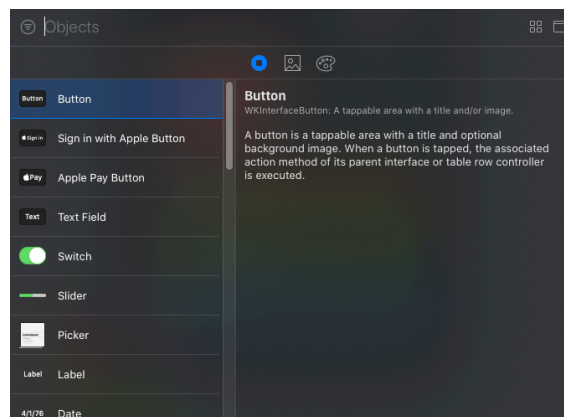 Objects
Button
Button
Sign in
Sign in with Apple Button
Pay
Apple Pay Button
Text
Text Field
Switch
Slider
Picker
Label
Label
4/1/76
Date
Button
WKInterfaceButton: A tappable area with a title and/or image.
A button is a tappable area with a title and optional
background image. When a button is tapped, the associated
action method of its parent interface or table row controller
is executed.